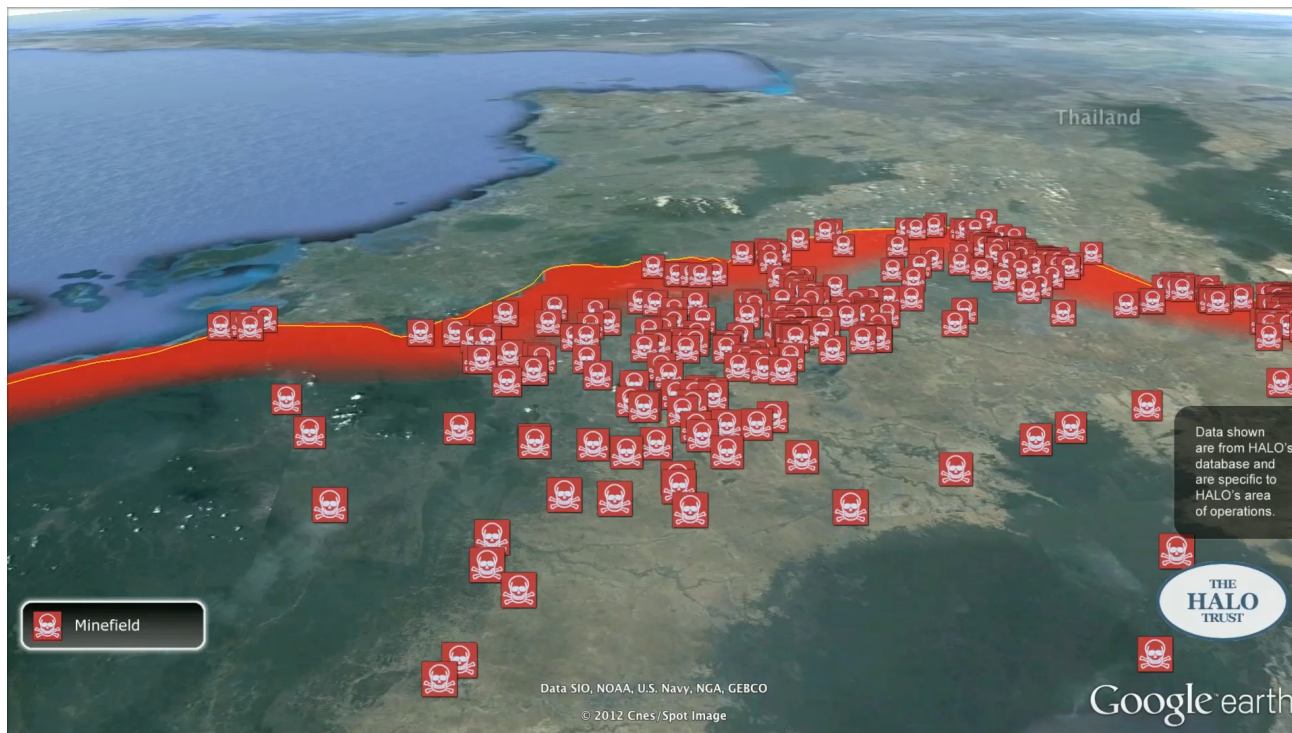 Thailand
Data shown
are from HALO's
database and
are specific to
HALO's area
of operations.
THE
HALO
TRUST
Minefield
Data SIO, NOAA, U.S. Navy, NGA, GEBCO
© 2012 Cnes/Spot Image
Google earth